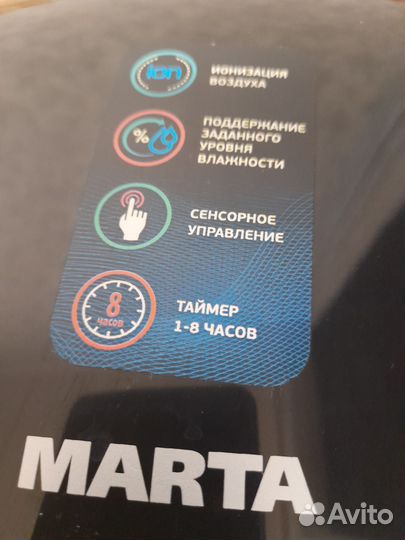 ion
ИОНИЗАЦИЯ
ВОЗДУХА
%
ПОДДЕРЖАНИЕ
ЗАДАННОГО
УРОВНЯ
ВЛАЖНОСТИ
СЕНСОРНОЕ
УПРАВЛЕНИЕ
8
часов
ТАЙМЕР
1-8 ЧАСОВ
MARTA
Avito